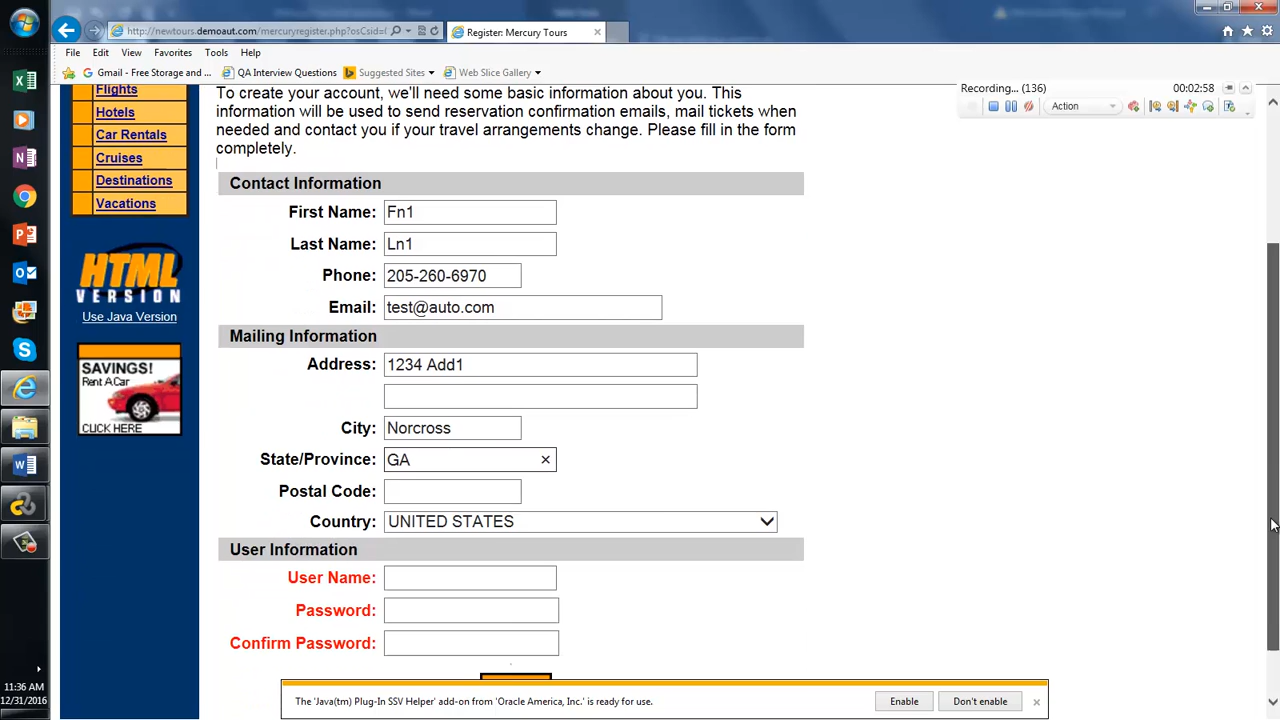 http://newtours.demoaut.com/mercuryregister.php?osCsid=
Register: Mercury Tours
File Edit View Favorites Tools Help
Gmail - Free Storage and ...
QA Interview Questions
Suggested Sites
Web Slice Gallery
Recording... (136)
00:02:58
Action
Flights
Hotels
Car Rentals
Cruises
Destinations
Vacations
HTML
VERSION
Use Java Version
SAVINGS!
Rent A Car
CLICK HERE
To create your account, we'll need some basic information about you. This
information will be used to send reservation confirmation emails, mail tickets when
needed and contact you if your travel arrangements change. Please fill in the form
completely.
Contact Information
First Name: Fn1
Last Name: Ln1
Phone: 205-260-6970
Email: test@auto.com
Mailing Information
Address: 1234 Add1
City: Norcross
State/Province: GA
Postal Code:
Country: UNITED STATES
User Information
User Name:
Password:
Confirm Password:
The 'Java(tm) Plug-In SSV Helper' add-on from 'Oracle America, Inc.' is ready for use.
Enable
Don't enable
11:36 AM
12/31/2016